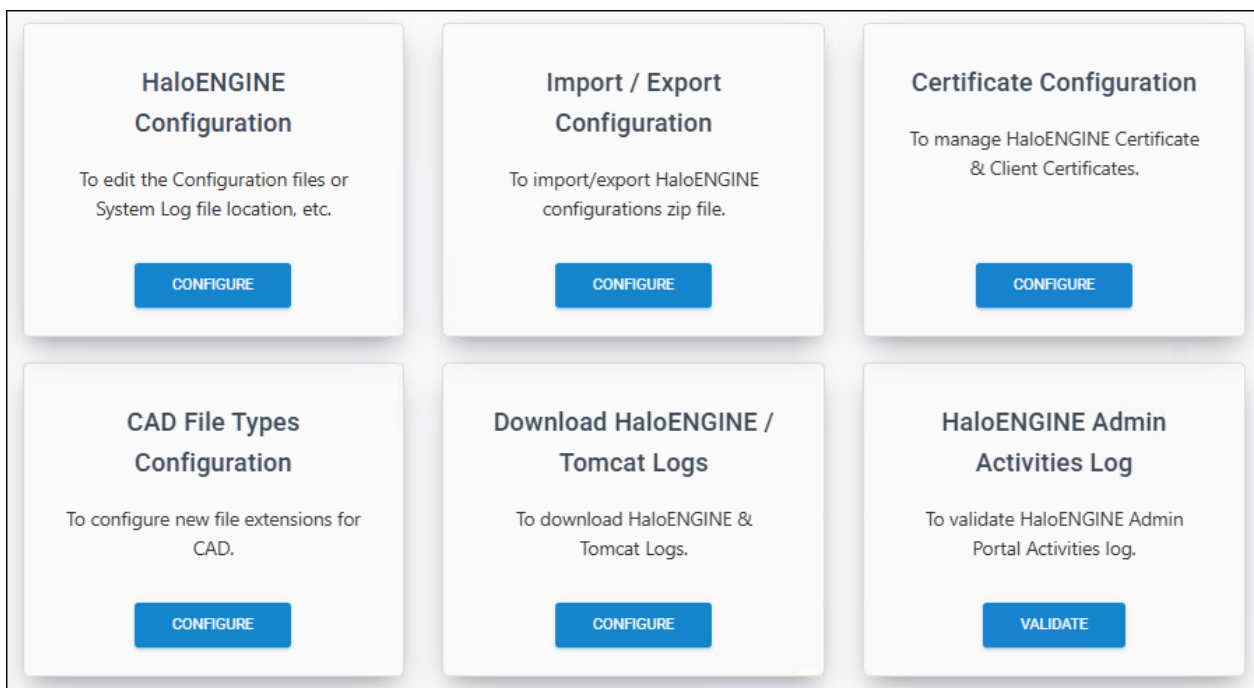 HaloENGINE
Configuration
To edit the Configuration files or
System Log file location, etc.
CONFIGURE
Import / Export
Configuration
To import/export HaloENGINE
configurations zip file.
CONFIGURE
Certificate Configuration
To manage HaloENGINE Certificate
& Client Certificates.
CONFIGURE
CAD File Types
Configuration
To configure new file extensions for
CAD.
CONFIGURE
Download HaloENGINE /
Tomcat Logs
To download HaloENGINE &
Tomcat Logs.
CONFIGURE
HaloENGINE Admin
Activities Log
To validate HaloENGINE Admin
Portal Activities log.
VALIDATE